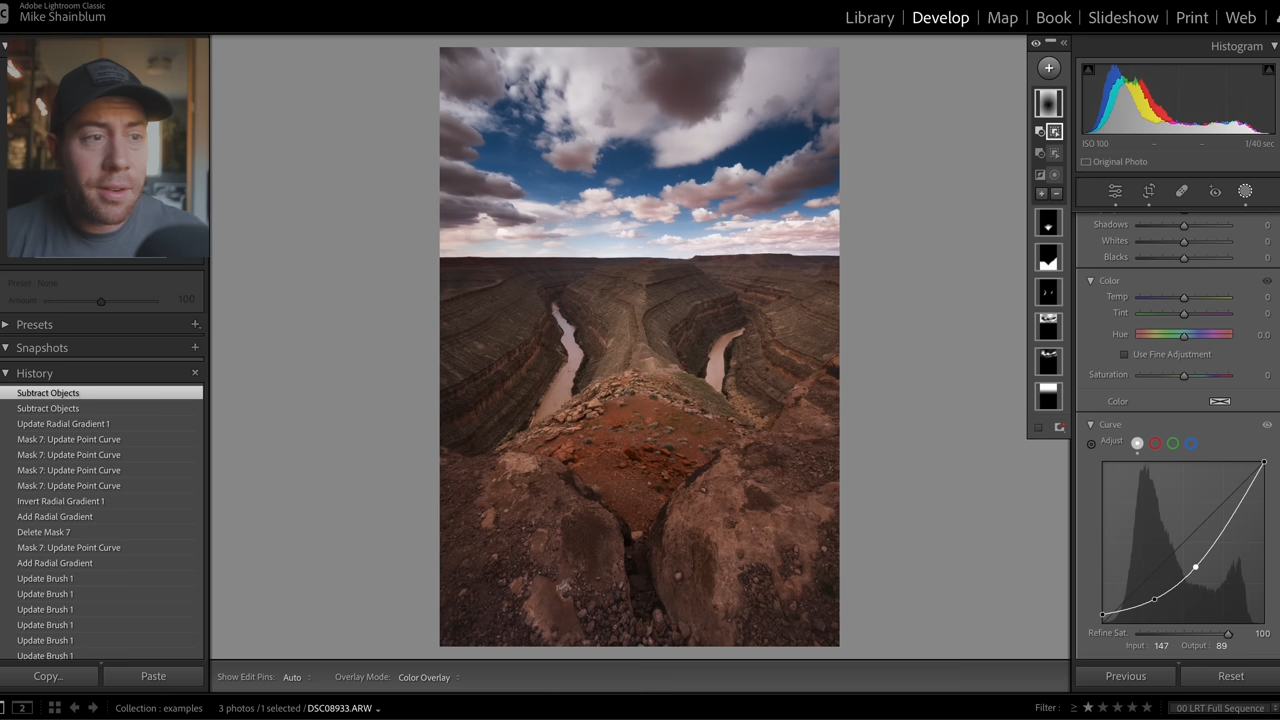 Adobe Lightroom Classic
Mike Shainblum
Library | Develop | Map | Book | Slideshow | Print | Web |
Histogram
ISO 100 – – 1/40 sec
Original Photo
Shadows 0
Whites 0
Blacks 0
Color
Temp 0
Tint 0
Hue 0.0
Use Fine Adjustment
Saturation 0
Color
Curve
Adjust
Refine Sat. 100
Input : 147 Output : 89
Previous Reset
Preset : None
Amount 100
Presets
Snapshots
History
Subtract Objects
Subtract Objects
Update Radial Gradient 1
Mask 7: Update Point Curve
Mask 7: Update Point Curve
Mask 7: Update Point Curve
Mask 7: Update Point Curve
Invert Radial Gradient 1
Add Radial Gradient
Delete Mask 7
Mask 7: Update Point Curve
Add Radial Gradient
Update Brush 1
Update Brush 1
Update Brush 1
Update Brush 1
Update Brush 1
Update Brush 1
Copy... Paste
Show Edit Pins: Auto Overlay Mode: Color Overlay
2 Collection : examples 3 photos / 1 selected / DSC08933.ARW
Filter : ≥ 00 LRT Full Sequence